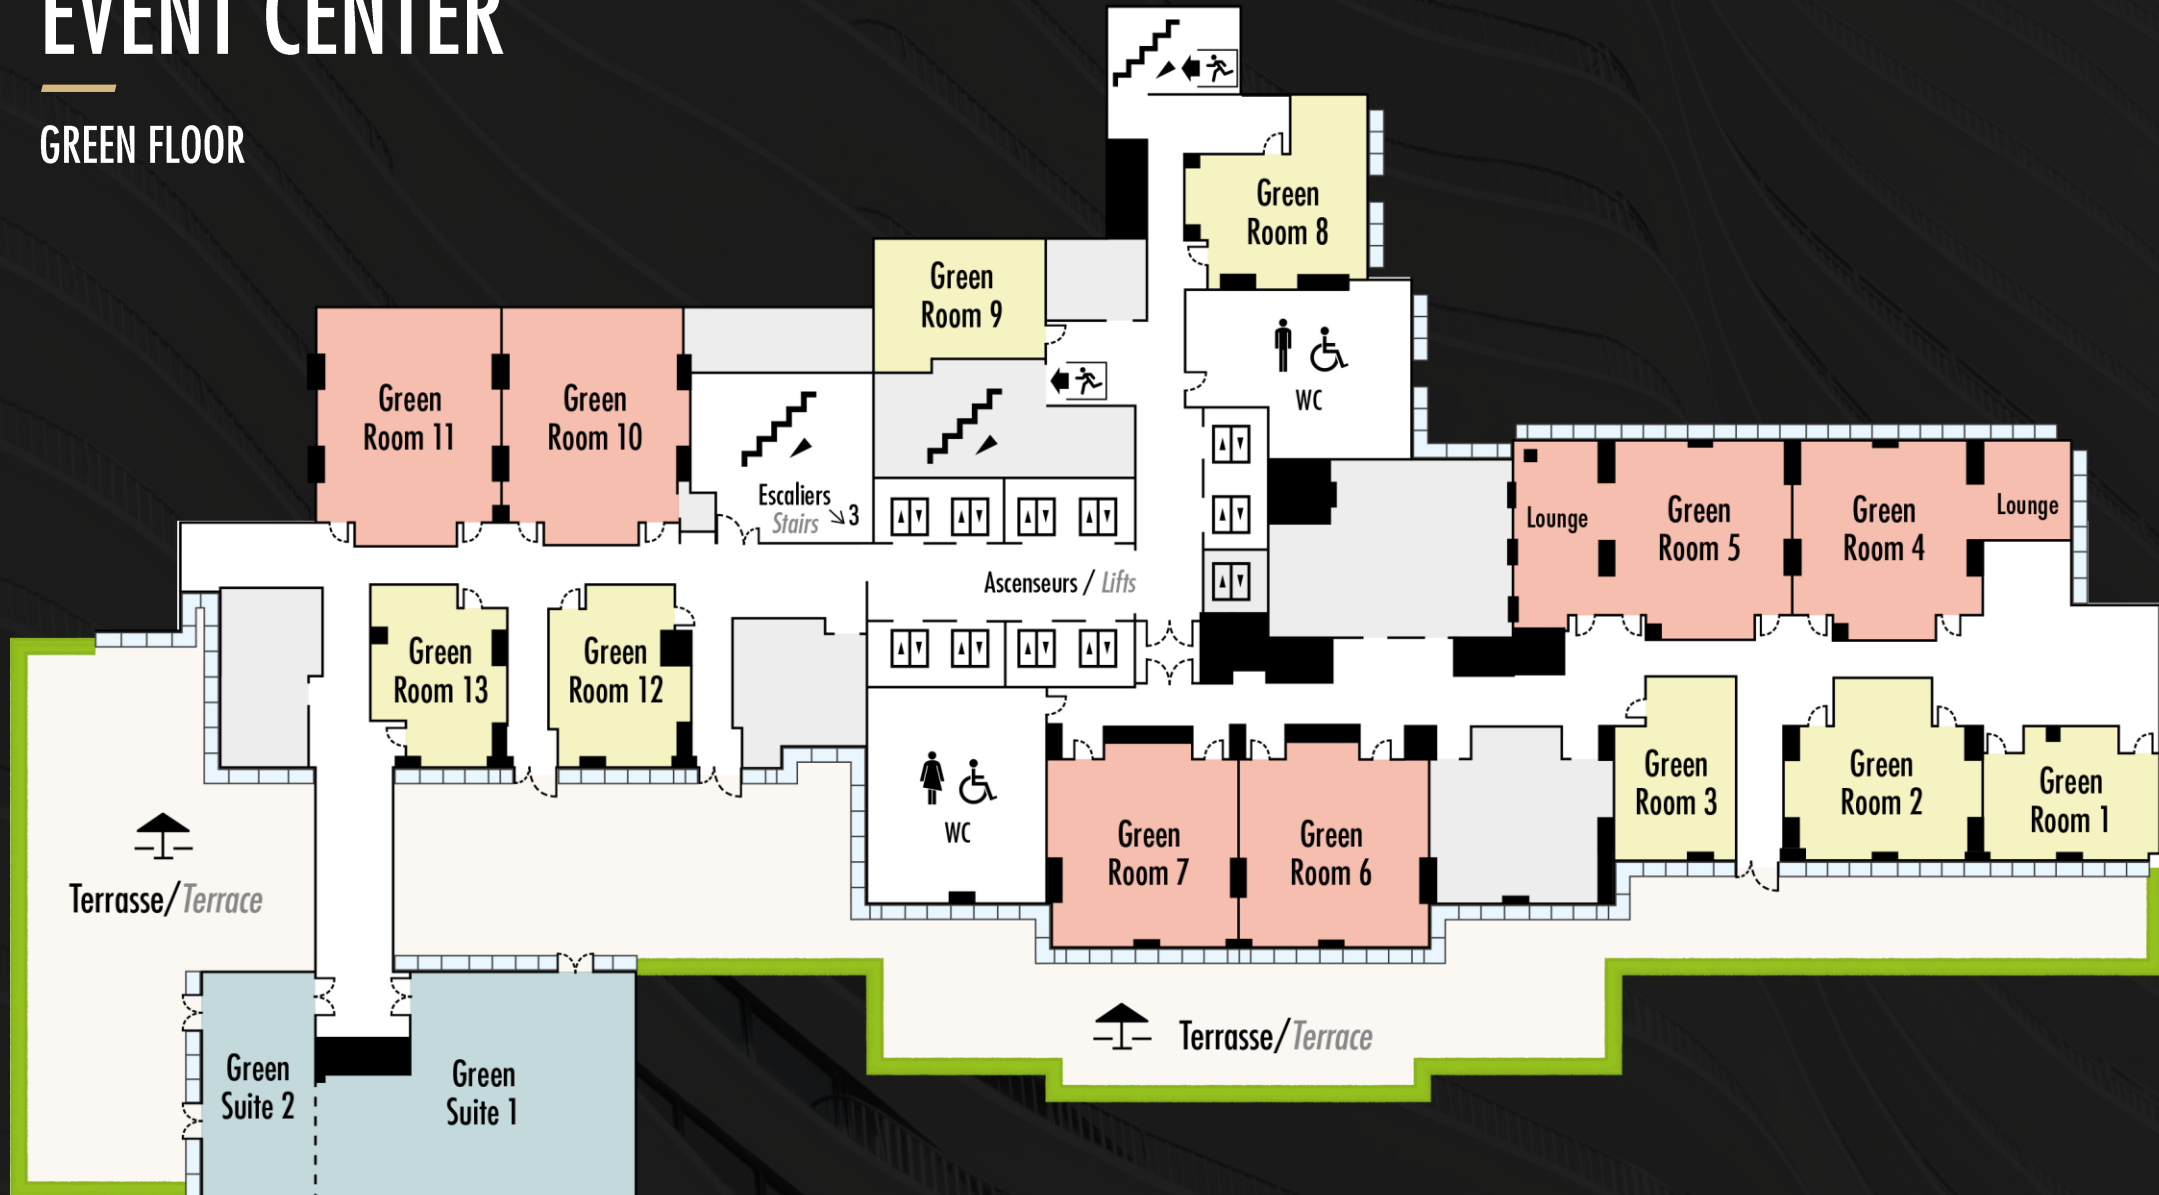 EVENT CENTER
GREEN FLOOR
Green
Room 8
Green
Room 9
WC
Green
Room 11
Green
Room 10
Escaliers
Stairs
3
Lounge
Green
Room 5
Green
Room 4
Lounge
Ascenseurs / Lifts
Green
Room 13
Green
Room 12
WC
Green
Room 7
Green
Room 6
Green
Room 3
Green
Room 2
Green
Room 1
Terrasse/Terrace
Terrasse/Terrace
Green
Suite 2
Green
Suite 1